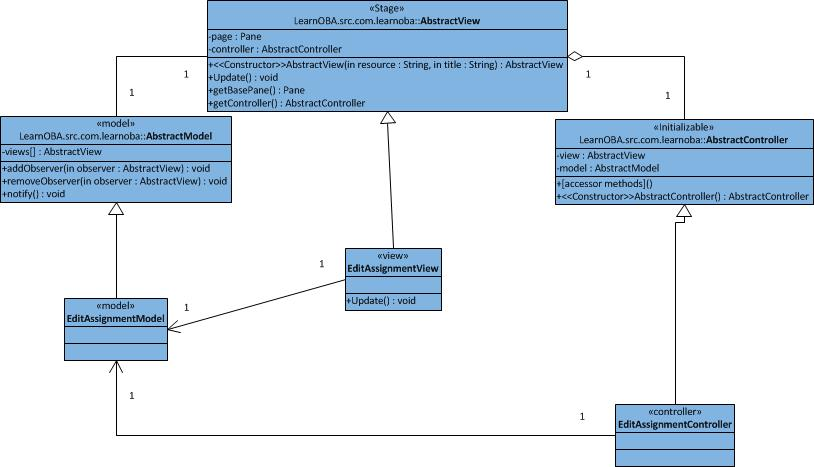 «Stage»
LearnOBA.src.com.learnoba::AbstractView
-page : Pane
-controller : AbstractController
+<<Constructor>>AbstractView(in resource : String, in title : String) : AbstractView
+Update() : void
+getBasePane() : Pane
+getController() : AbstractController
1
1
1
1
«model»
LearnOBA.src.com.learnoba::AbstractModel
-views[] : AbstractView
+addObserver(in observer : AbstractView) : void
+removeObserver(in observer : AbstractView) : void
+notify() : void
«Initializable»
LearnOBA.src.com.learnoba::AbstractController
-view : AbstractView
-model : AbstractModel
+[accessor methods]()
+<<Constructor>>AbstractController() : AbstractController
«view»
EditAssignmentView
+Update() : void
1
1
«model»
EditAssignmentModel
1
1
«controller»
EditAssignmentController